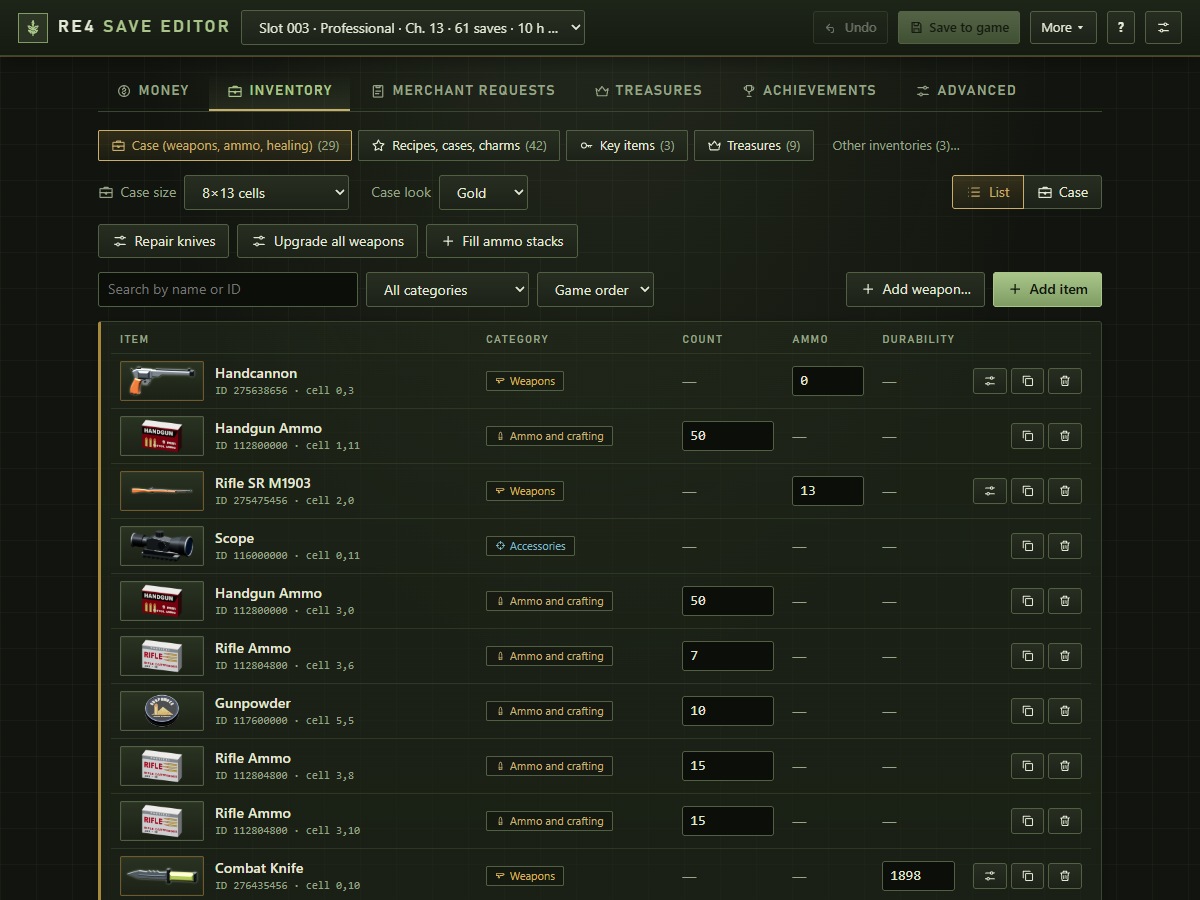 RE4 SAVE EDITOR
Slot 003 · Professional · Ch. 13 · 61 saves · 10 h ...
Undo
Save to game
More
?
MONEY
INVENTORY
MERCHANT REQUESTS
TREASURES
ACHIEVEMENTS
ADVANCED
Case (weapons, ammo, healing) (29)
Recipes, cases, charms (42)
Key items (3)
Treasures (9)
Other inventories (3)...
Case size
8×13 cells
Case look
Gold
List
Case
Repair knives
Upgrade all weapons
Fill ammo stacks
Search by name or ID
All categories
Game order
Add weapon...
Add item
ITEM CATEGORY COUNT AMMO DURABILITY
Handcannon
ID 275638656 · cell 0,3
Weapons
—
0
—
HANDGUN
Handgun Ammo
ID 112800000 · cell 1,11
Ammo and crafting
50
—
—
Rifle SR M1903
ID 275475456 · cell 2,0
Weapons
—
13
—
Scope
ID 116000000 · cell 0,11
Accessories
—
—
—
HANDGUN
Handgun Ammo
ID 112800000 · cell 3,0
Ammo and crafting
50
—
—
RIFLE
Rifle Ammo
ID 112804800 · cell 3,6
Ammo and crafting
7
—
—
Gunpowder
ID 117600000 · cell 5,5
Ammo and crafting
10
—
—
RIFLE
Rifle Ammo
ID 112804800 · cell 3,8
Ammo and crafting
15
—
—
RIFLE
Rifle Ammo
ID 112804800 · cell 3,10
Ammo and crafting
15
—
—
Combat Knife
ID 276435456 · cell 0,10
Weapons
—
—
1898